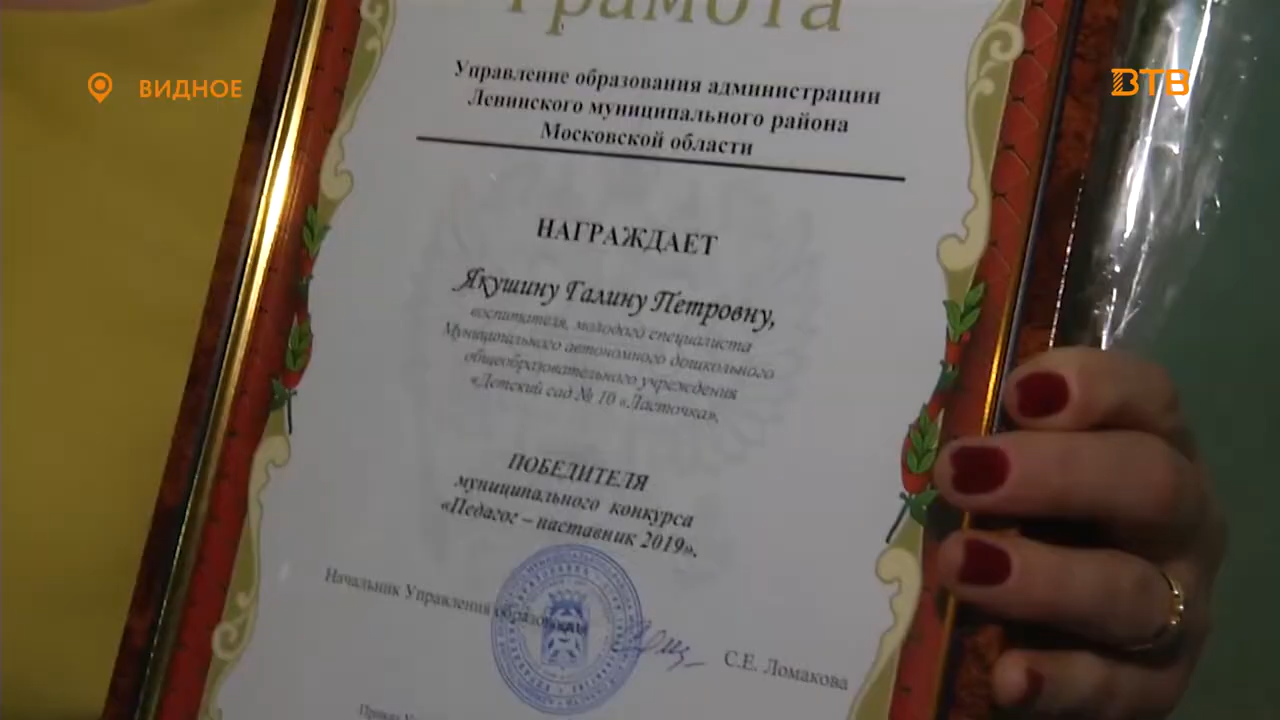 грамота
ВИДНОЕ
ВТВ
Управление образования администрации
Ленинского муниципального района
Московской области
НАГРАЖДАЕТ
Якушину Галину Петровну,
воспитателя, молодого специалиста
Муниципального автономного дошкольного
общеобразовательного учреждения
«Детский сад № 10 «Ласточка»,
ПОБЕДИТЕЛЯ
муниципального конкурса
«Педагог – наставник 2019».
Начальник Управления образования
С.Е. Ломакова